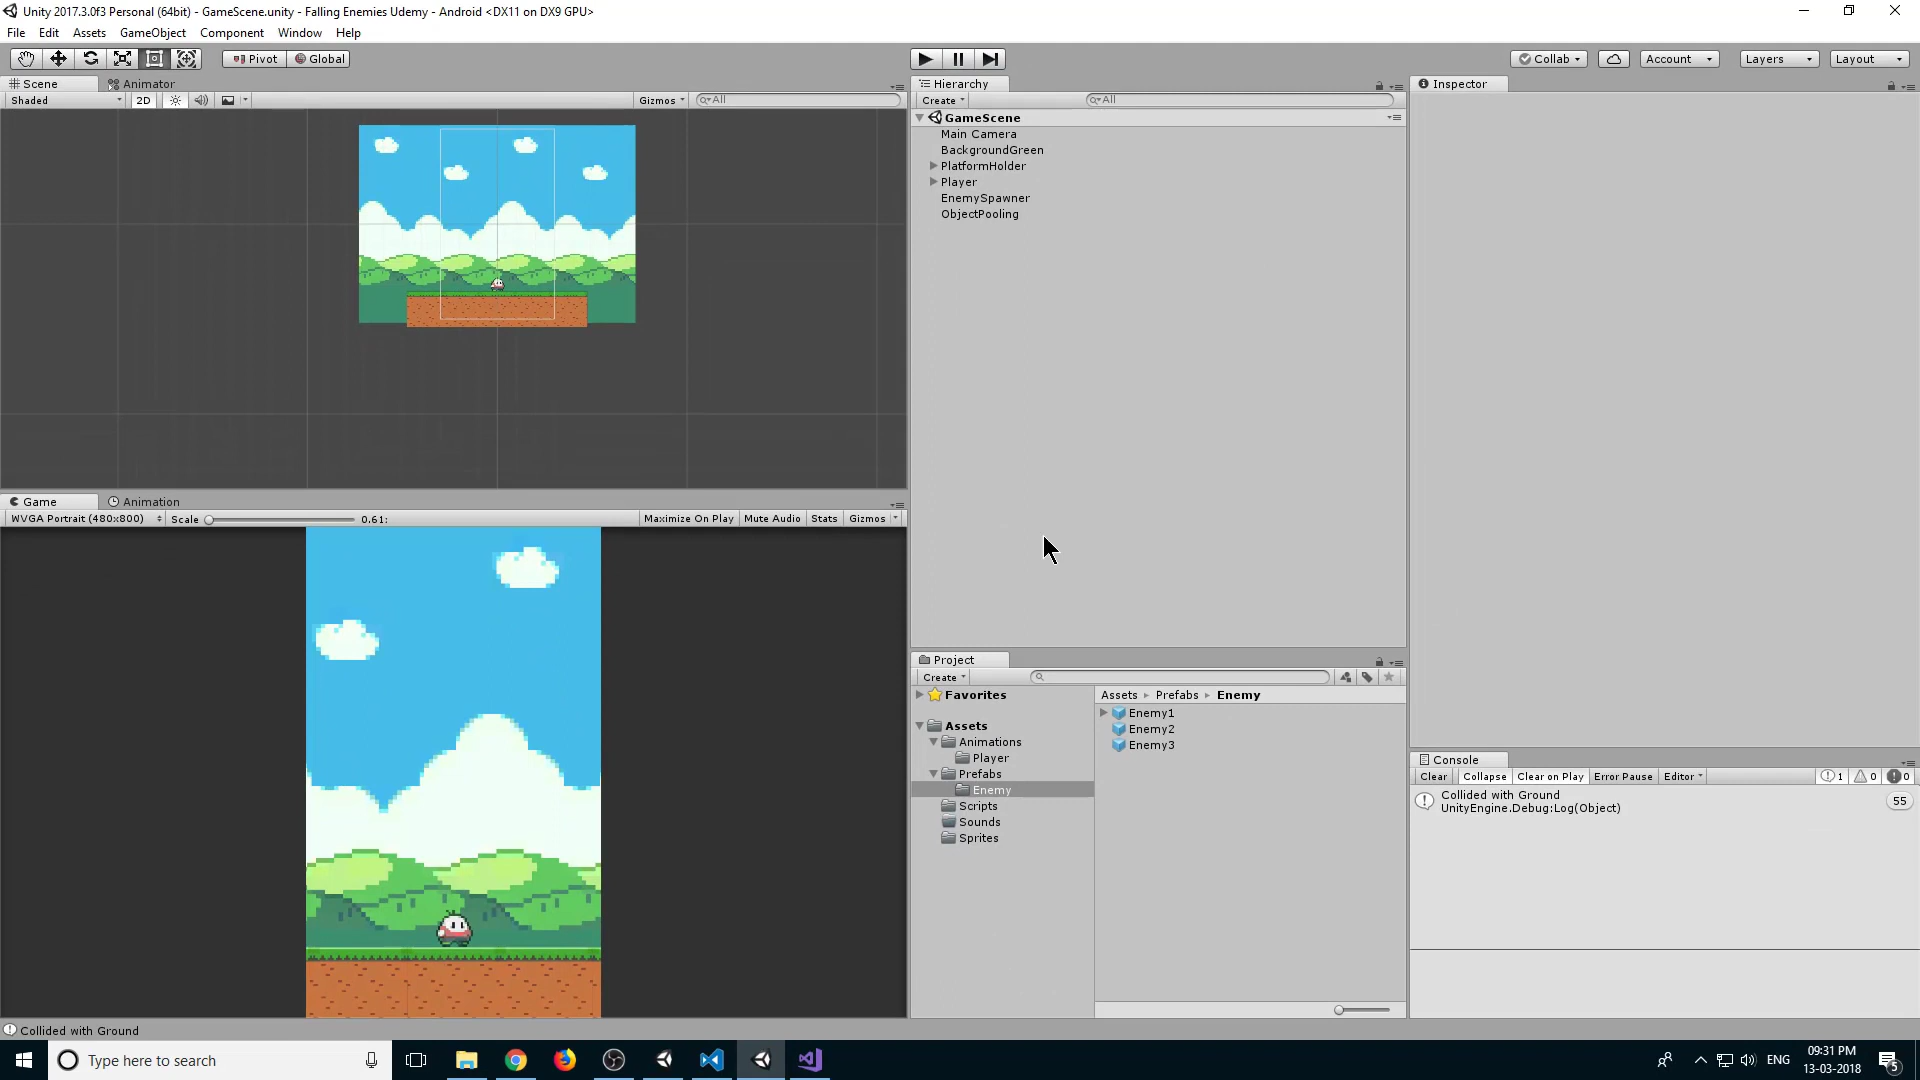 Unity 2017.3.0f3 Personal (64bit) - GameScene.unity - Falling Enemies Udemy - Android <DX11 on DX9 GPU>
File Edit Assets GameObject Component Window Help
Pivot Global Collab Account Layers Layout
Scene Animator
Shaded 2D Gizmos All
Hierarchy
Create All
GameScene
Main Camera
BackgroundGreen
PlatformHolder
Player
EnemySpawner
ObjectPooling
Inspector
Game Animation
WVGA Portrait (480x800) Scale 0.61: Maximize On Play Mute Audio Stats Gizmos
Project
Create
Favorites
Assets
Animations
Player
Prefabs
Enemy
Scripts
Sounds
Sprites
Assets Prefabs Enemy
Enemy1
Enemy2
Enemy3
Console
Clear Collapse Clear on Play Error Pause Editor 1 0 0
Collided with Ground
UnityEngine.Debug:Log(Object)
55
Collided with Ground
Type here to search
ENG
09:31 PM
13-03-2018
5